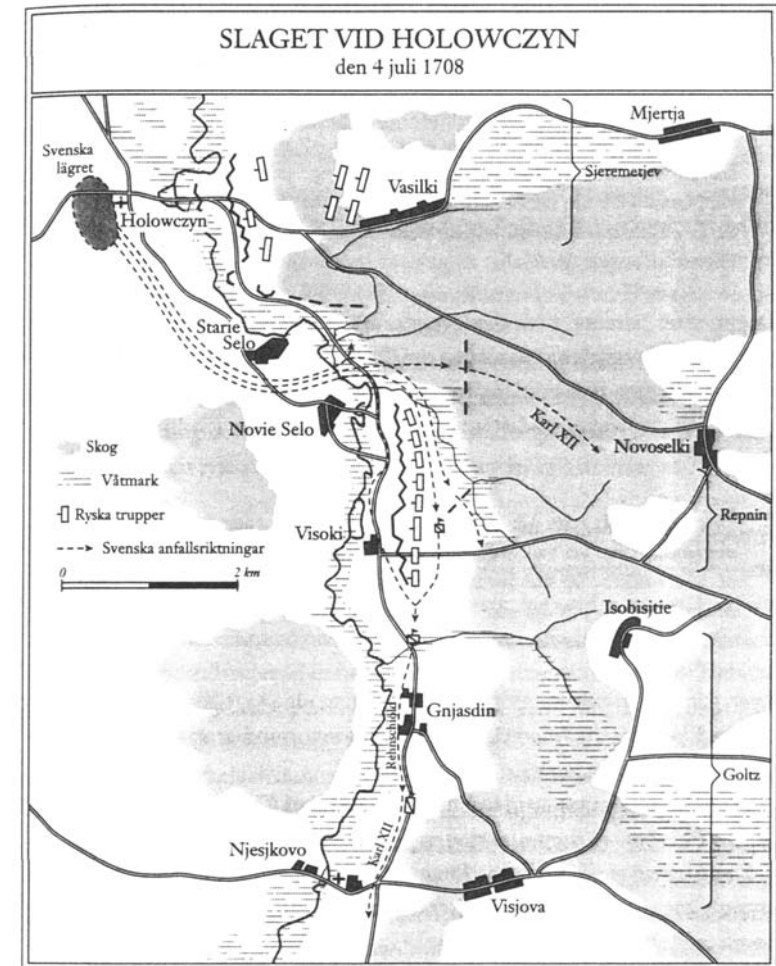 SLAGET VID HOLOWCZYN
den 4 juli 1708
Mjertja
Svenska
lägret
Vasilki
Sjeremetjev
Holowczyn
Starie
Selo
Karl XII
Novie Selo
Novoselki
Skog
Våtmark
Ryska trupper
Repnin
Visoki
Svenska anfallsriktningar
0
2 km
Isobisjtie
Gnjasdin
Rehnschiöld
Goltz
Njesjkovo
Karl XII
Visjova